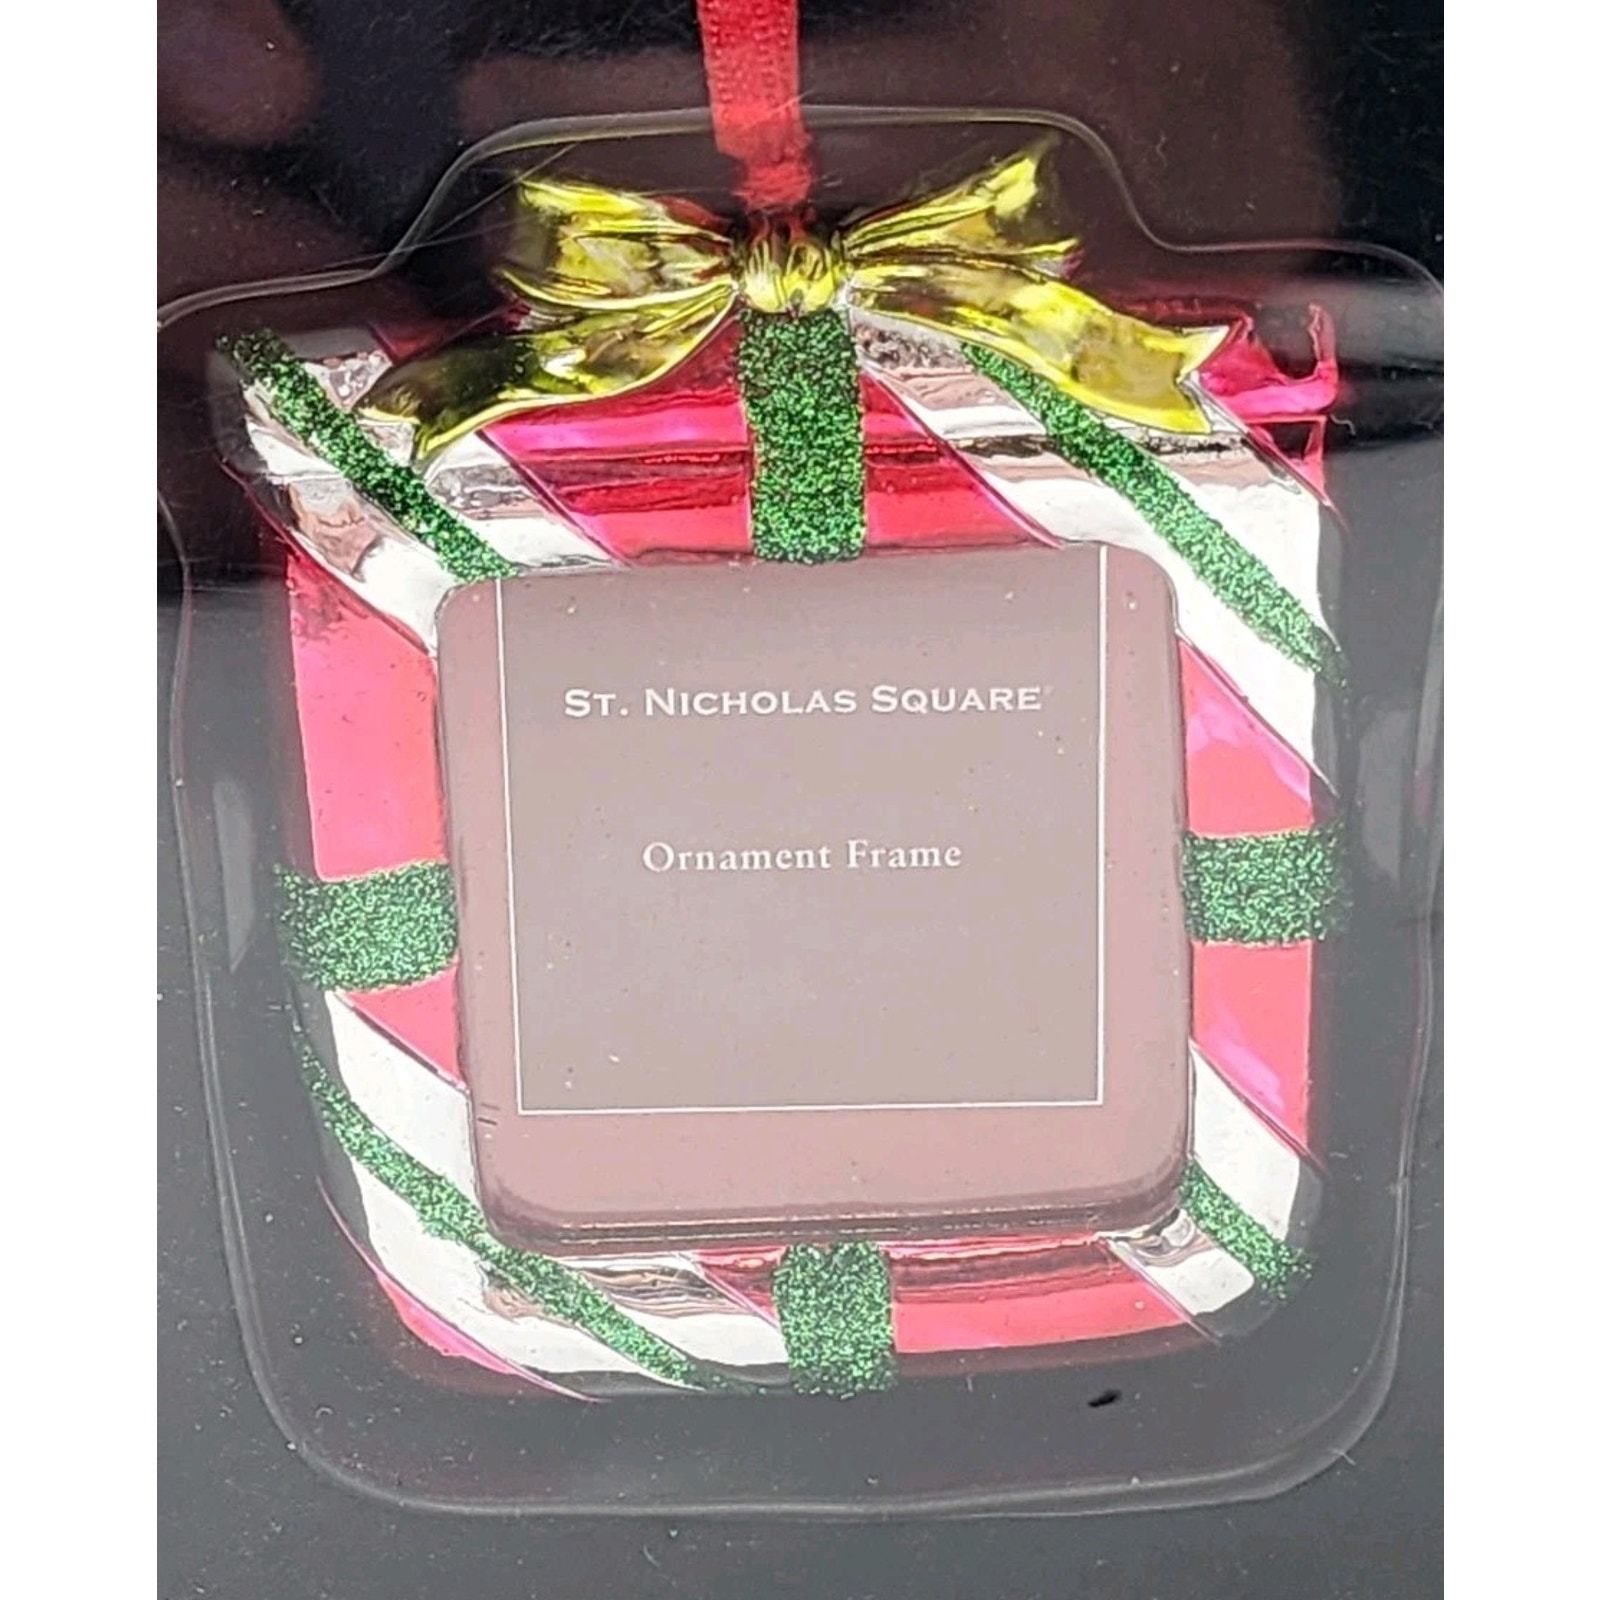 ST. NICHOLAS SQUARE®
Ornament Frame